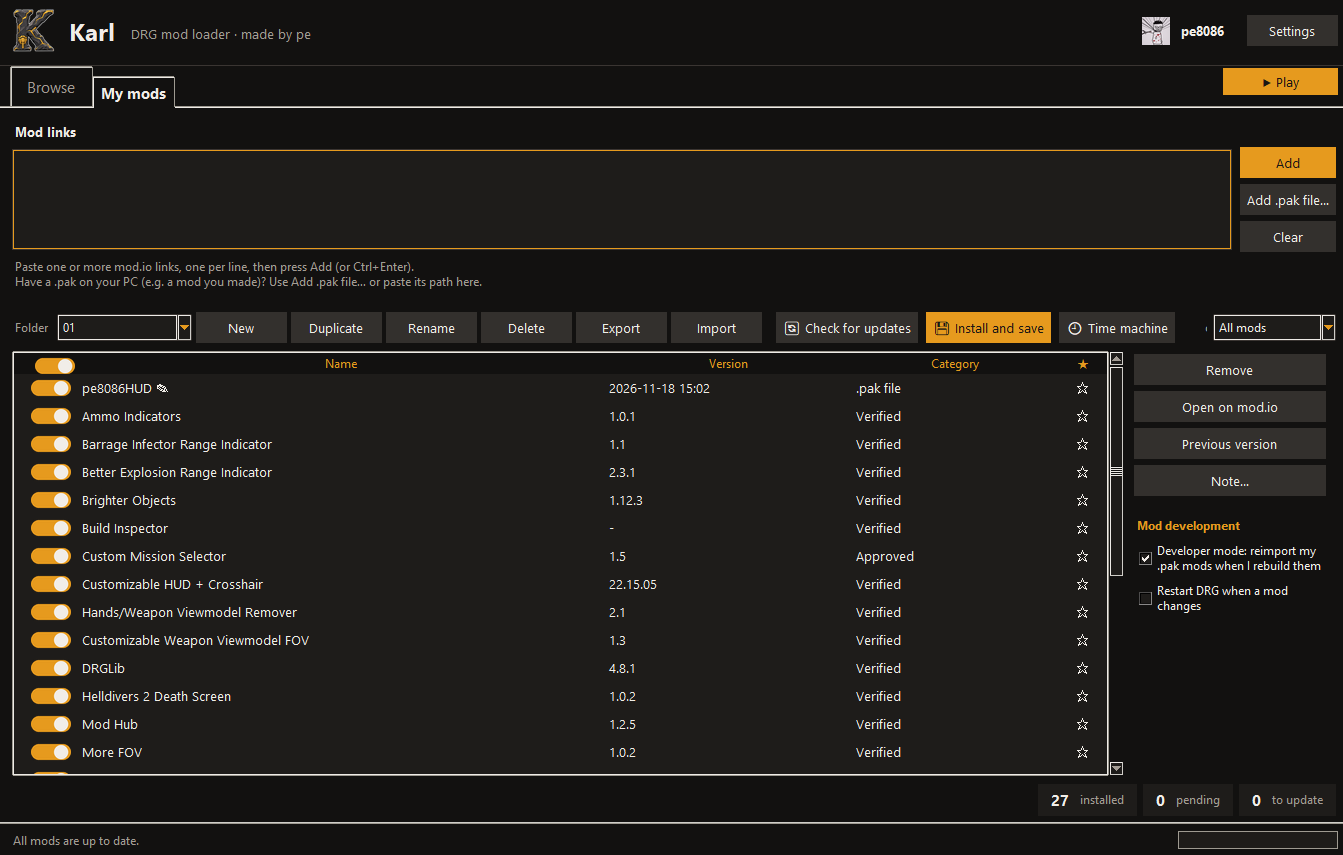 Karl DRG mod loader · made by pe
pe8086 Settings
Browse My mods ► Play
Mod links
Add
Add .pak file...
Clear
Paste one or more mod.io links, one per line, then press Add (or Ctrl+Enter).
Have a .pak on your PC (e.g. a mod you made)? Use Add .pak file... or paste its path here.
Folder 01 New Duplicate Rename Delete Export Import Check for updates Install and save Time machine All mods
Name Version Category ★
pe8086HUD ✎ 2026-11-18 15:02 .pak file ☆
Ammo Indicators 1.0.1 Verified ☆
Barrage Infector Range Indicator 1.1 Verified ☆
Better Explosion Range Indicator 2.3.1 Verified ☆
Brighter Objects 1.12.3 Verified ☆
Build Inspector - Verified ☆
Custom Mission Selector 1.5 Approved ☆
Customizable HUD + Crosshair 22.15.05 Verified ☆
Hands/Weapon Viewmodel Remover 2.1 Verified ☆
Customizable Weapon Viewmodel FOV 1.3 Verified ☆
DRGLib 4.8.1 Verified ☆
Helldivers 2 Death Screen 1.0.2 Verified ☆
Mod Hub 1.2.5 Verified ☆
More FOV 1.0.2 Verified ☆
Remove
Open on mod.io
Previous version
Note...
Mod development
Developer mode: reimport my
.pak mods when I rebuild them
Restart DRG when a mod
changes
27 installed 0 pending 0 to update
All mods are up to date.